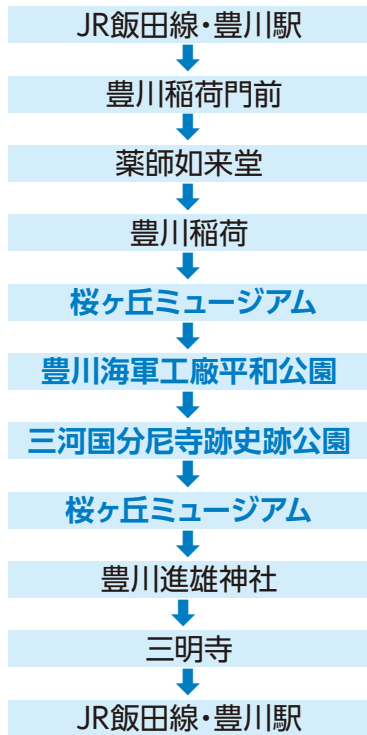 JR飯田線・豊川駅
豊川稲荷門前
薬師如来堂
豊川稲荷
桜ヶ丘ミュージアム
豊川海軍工廠平和公園
三河国分尼寺跡史跡公園
桜ヶ丘ミュージアム
豊川進雄神社
三明寺
JR飯田線・豊川駅